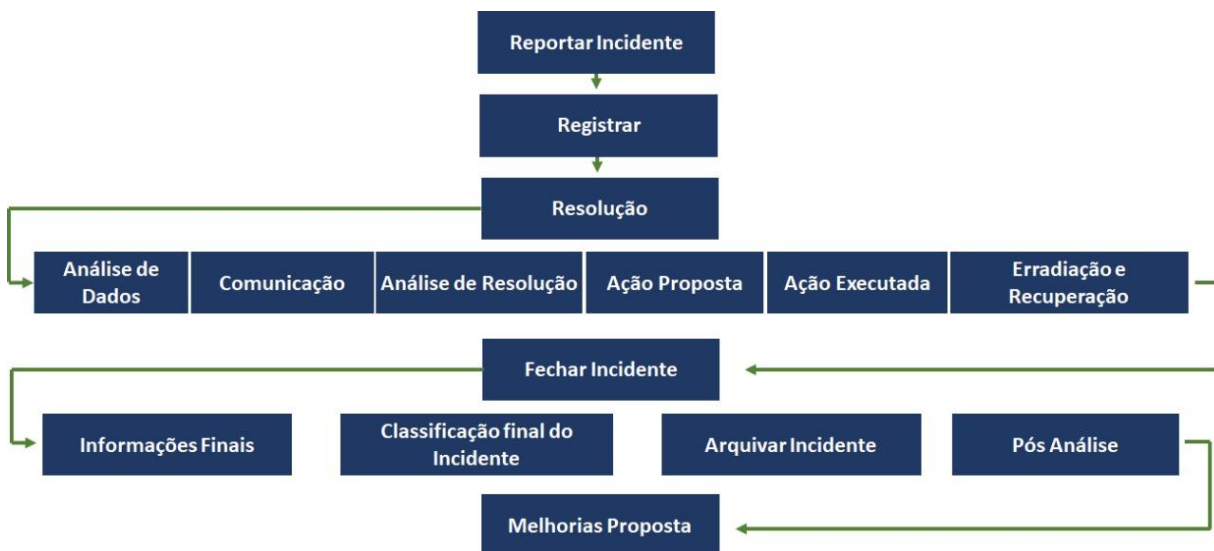 Reportar Incidente
Registrar
Resolução
Análise de
Dados
Comunicação
Análise de Resolução
Ação Proposta
Ação Executada
Erradiação e
Recuperação
Fechar Incidente
Informações Finais
Classificação final do
Incidente
Arquivar Incidente
Pós Análise
Melhorias Proposta